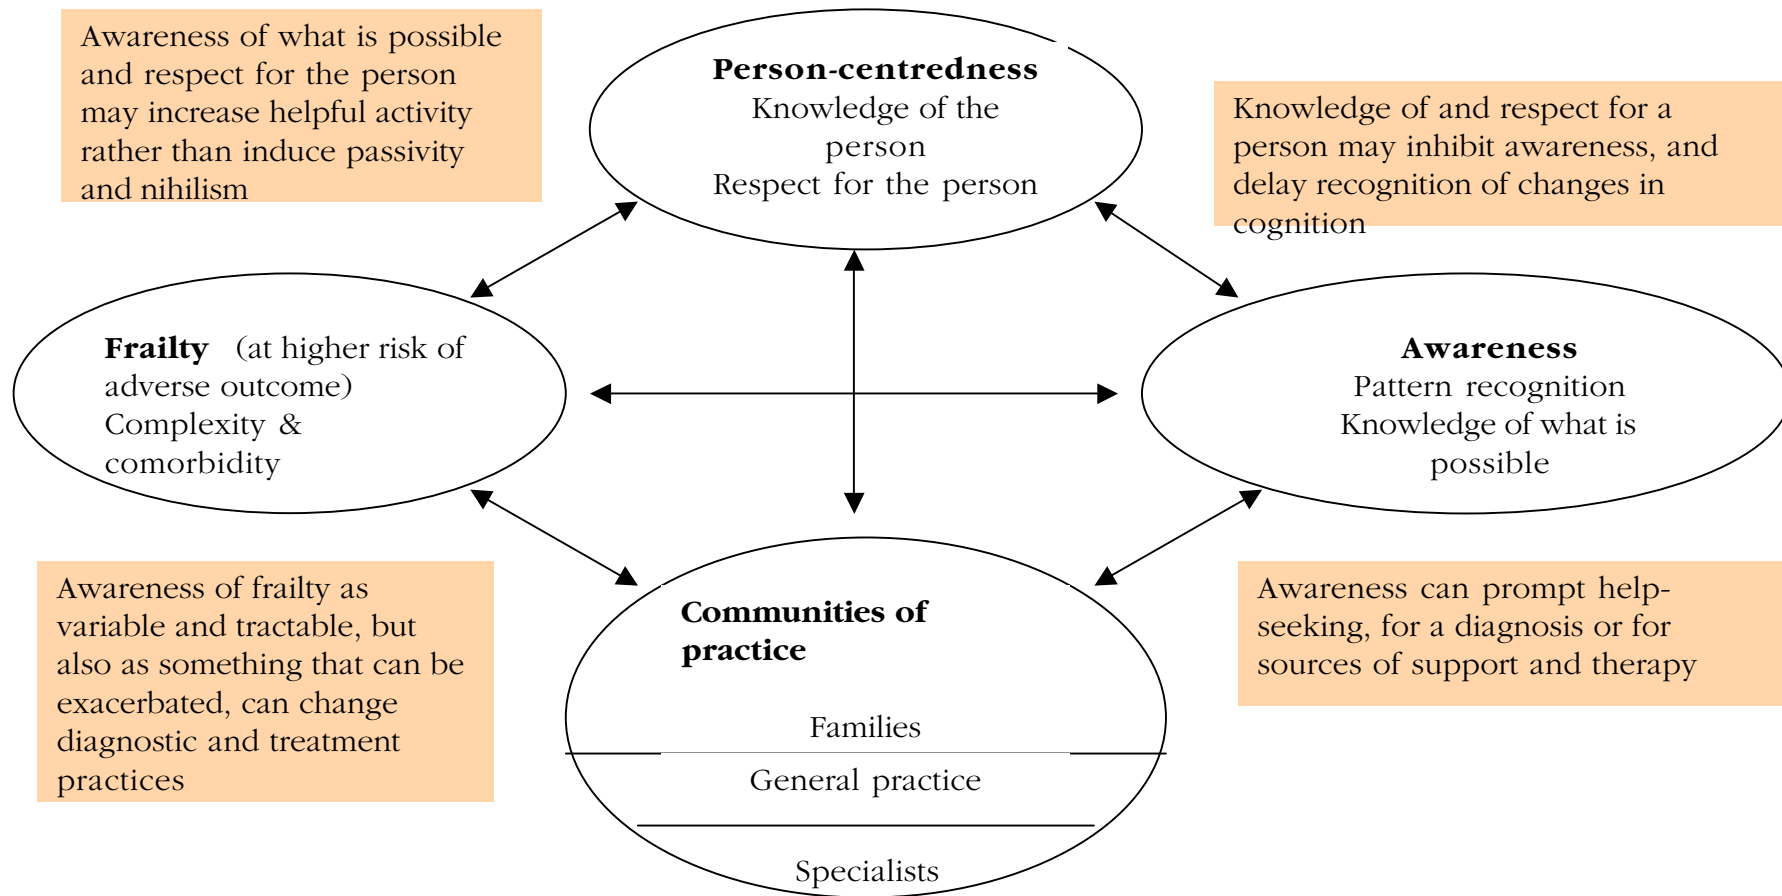 Awareness of what is possible
and respect for the person
may increase helpful activity
rather than induce passivity
and nihilism
Person-centredness
Knowledge of the
person
Respect for the person
Knowledge of and respect for a
person may inhibit awareness, and
delay recognition of changes in
cognition
Frailty (at higher risk of
adverse outcome)
Complexity &
comorbidity
Awareness
Pattern recognition
Knowledge of what is
possible
Awareness of frailty as
variable and tractable, but
also as something that can be
exacerbated, can change
diagnostic and treatment
practices
Communities of
practice
Families
General practice
Specialists
Awareness can prompt help-
seeking, for a diagnosis or for
sources of support and therapy